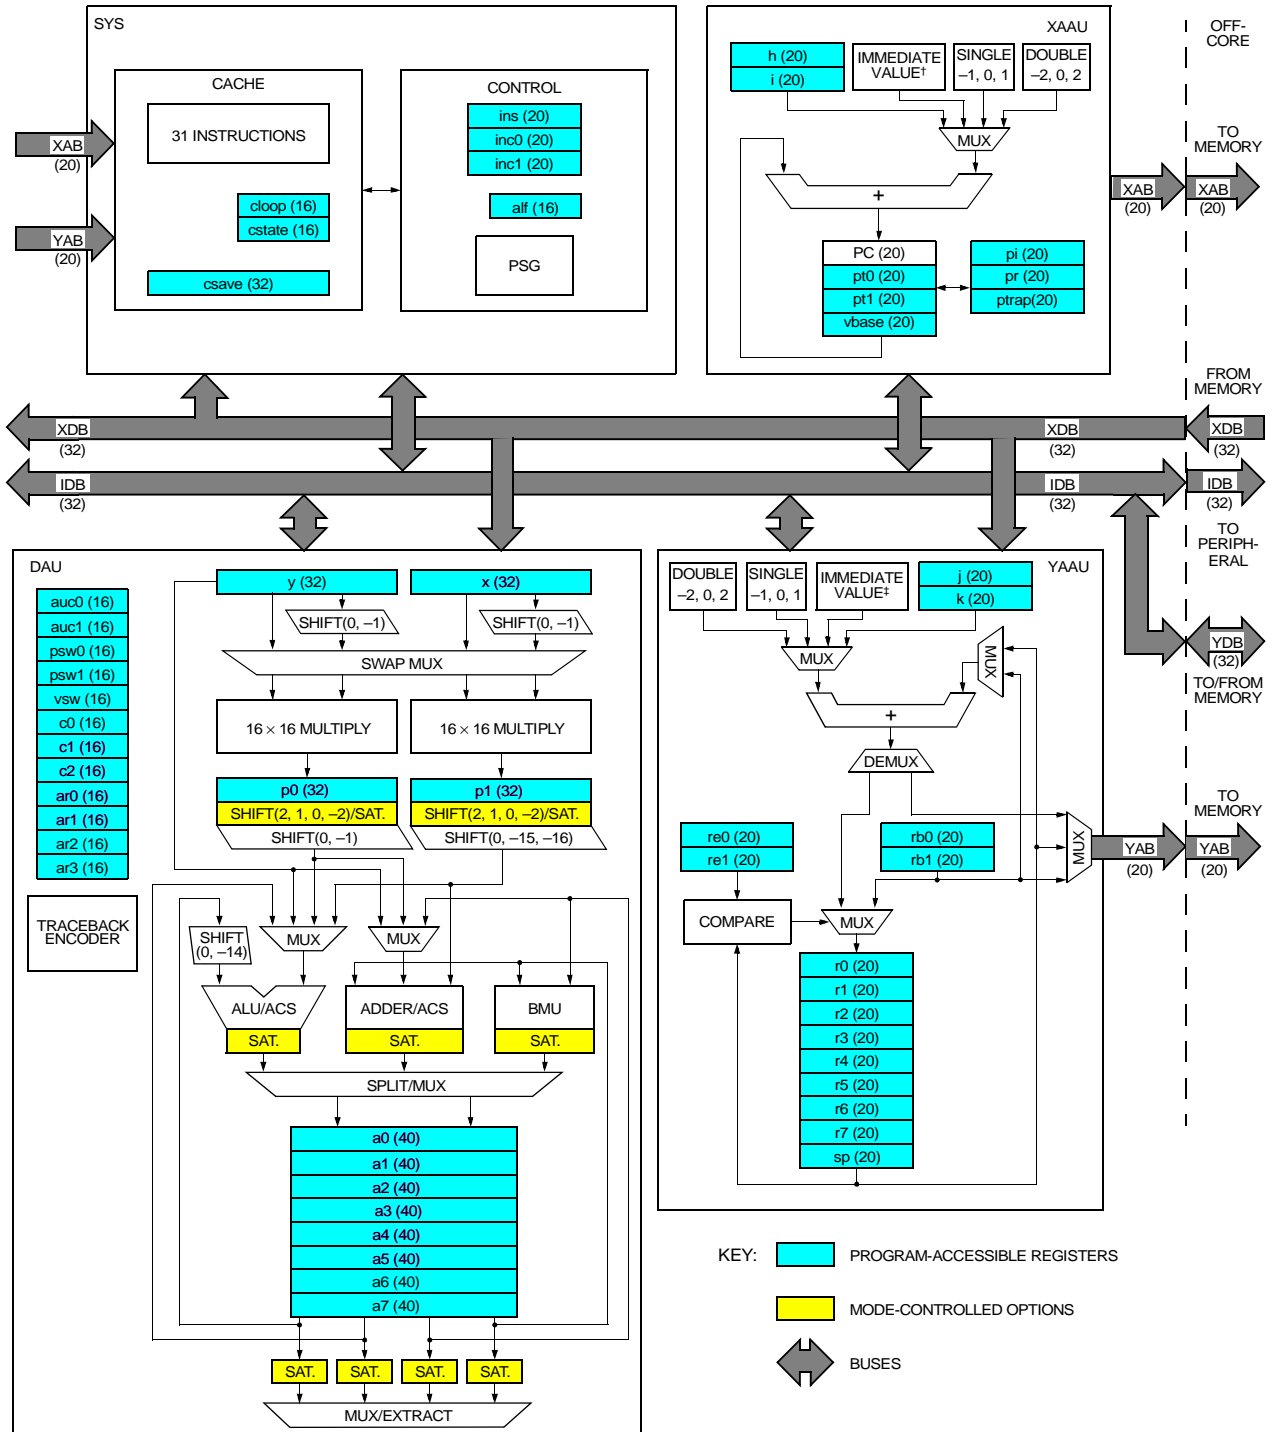 SYS
CACHE
31 INSTRUCTIONS
cloop (16)
cstate (16)
csave (32)
CONTROL
ins (20)
inc0 (20)
inc1 (20)
alf (16)
PSG
XAB
(20)
YAB
(20)
XAAU
h (20)
i (20)
IMMEDIATE
VALUE†
SINGLE
–1, 0, 1
DOUBLE
–2, 0, 2
MUX
+
PC (20)
pt0 (20)
pt1 (20)
vbase (20)
pi (20)
pr (20)
ptrap(20)
OFF-
CORE
TO
MEMORY
XAB
(20)
XAB
(20)
FROM
MEMORY
XDB
(32)
XDB
(32)
XDB
(32)
IDB
(32)
IDB
(32)
IDB
(32)
TO
PERIPH-
ERAL
YDB
(32)
TO/FROM
MEMORY
DAU
auc0 (16)
auc1 (16)
psw0 (16)
psw1 (16)
vsw (16)
c0 (16)
c1 (16)
c2 (16)
ar0 (16)
ar1 (16)
ar2 (16)
ar3 (16)
TRACEBACK
ENCODER
y (32)
x (32)
SHIFT(0, –1)
SHIFT(0, –1)
SWAP MUX
16 × 16 MULTIPLY
16 × 16 MULTIPLY
p0 (32)
p1 (32)
SHIFT(2, 1, 0, –2)/SAT.
SHIFT(2, 1, 0, –2)/SAT.
SHIFT(0, –1)
SHIFT(0, –15, –16)
SHIFT
(0, –14)
MUX
MUX
ALU/ACS
ADDER/ACS
BMU
SAT.
SAT.
SAT.
SPLIT/MUX
a0 (40)
a1 (40)
a2 (40)
a3 (40)
a4 (40)
a5 (40)
a6 (40)
a7 (40)
SAT.
SAT.
SAT.
SAT.
MUX/EXTRACT
YAAU
DOUBLE
–2, 0, 2
SINGLE
–1, 0, 1
IMMEDIATE
VALUE‡
j (20)
k (20)
MUX
MUX
+
DEMUX
re0 (20)
re1 (20)
rb0 (20)
rb1 (20)
MUX
COMPARE
MUX
r0 (20)
r1 (20)
r2 (20)
r3 (20)
r4 (20)
r5 (20)
r6 (20)
r7 (20)
sp (20)
TO
MEMORY
YAB
(20)
YAB
(20)
KEY:
PROGRAM-ACCESSIBLE REGISTERS
MODE-CONTROLLED OPTIONS
BUSES